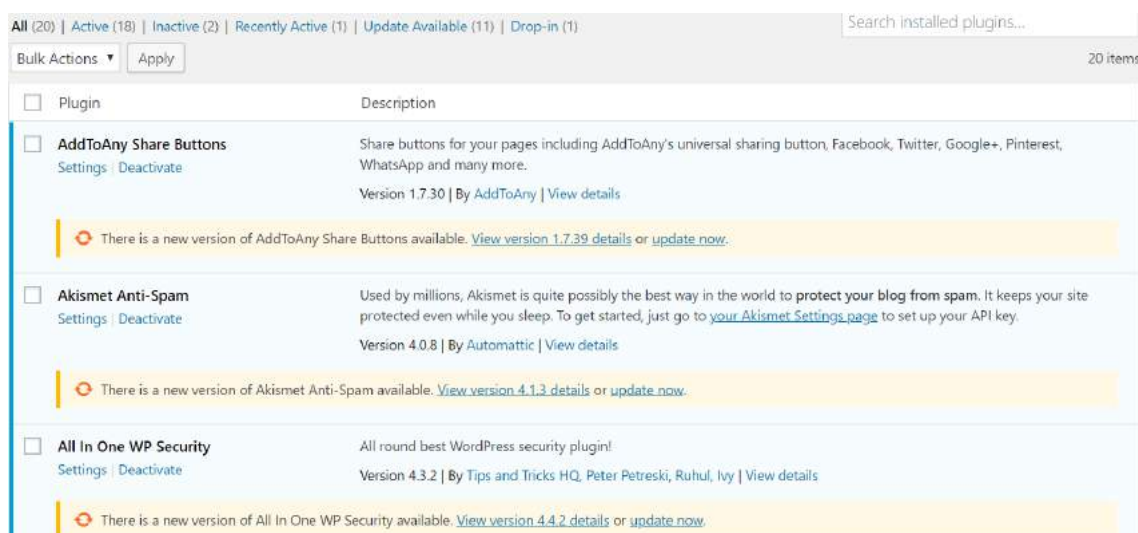 All (20) | Active (18) | Inactive (2) | Recently Active (1) | Update Available (11) | Drop-in (1)
Search installed plugins...
Bulk Actions ▼ Apply
20 items
Plugin Description
AddToAny Share Buttons
Settings | Deactivate
Share buttons for your pages including AddToAny's universal sharing button, Facebook, Twitter, Google+, Pinterest,
WhatsApp and many more.
Version 1.7.30 | By AddToAny | View details
There is a new version of AddToAny Share Buttons available. View version 1.7.39 details or update now.
Akismet Anti-Spam
Settings | Deactivate
Used by millions, Akismet is quite possibly the best way in the world to protect your blog from spam. It keeps your site
protected even while you sleep. To get started, just go to your Akismet Settings page to set up your API key.
Version 4.0.8 | By Automattic | View details
There is a new version of Akismet Anti-Spam available. View version 4.1.3 details or update now.
All In One WP Security
Settings | Deactivate
All round best WordPress security plugin!
Version 4.3.2 | By Tips and Tricks HQ, Peter Petreski, Ruhul, Ivy | View details
There is a new version of All In One WP Security available. View version 4.4.2 details or update now.